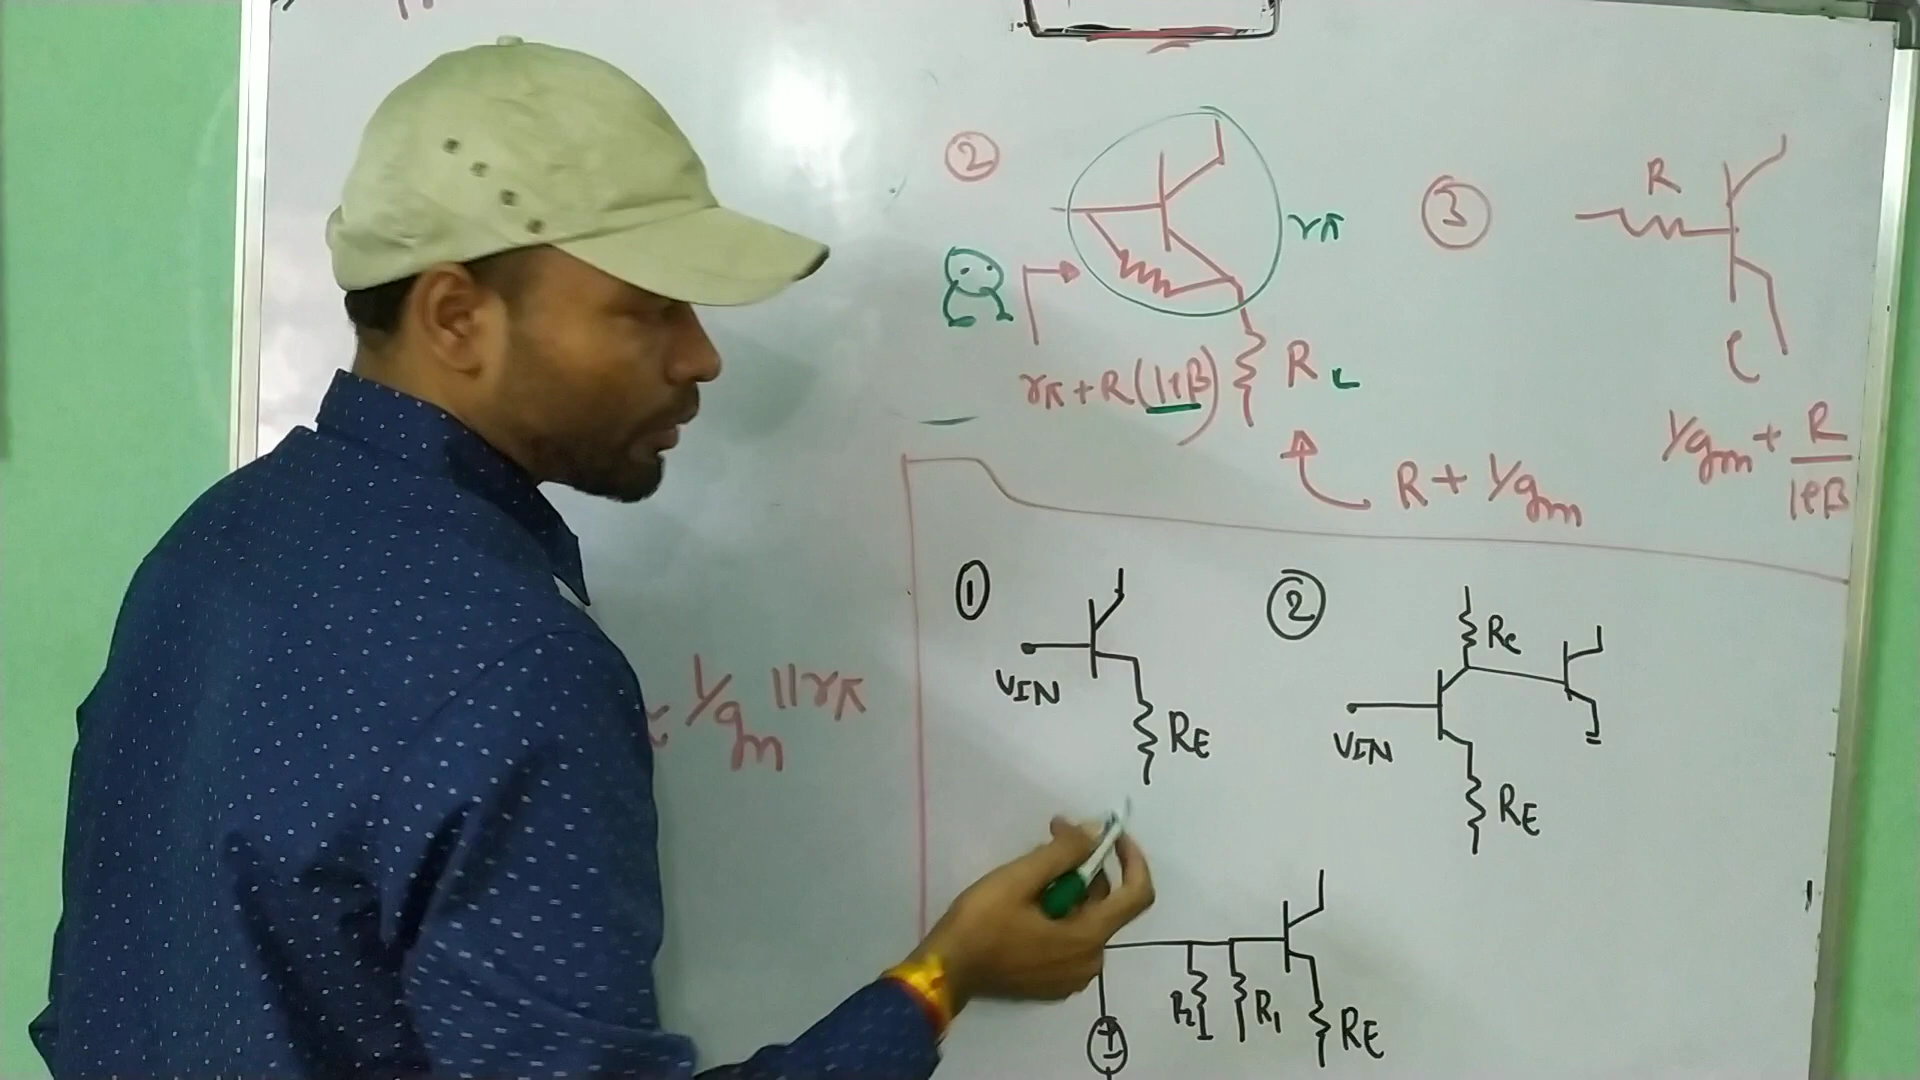 ②
rπ
③
R
rπ + R(1+β)
R L
1/gm + R/1+β
R + 1/gm
①
②
RC
≈ 1/gm || rπ
VIN
RE
VIN
RE
R2
R1
RE